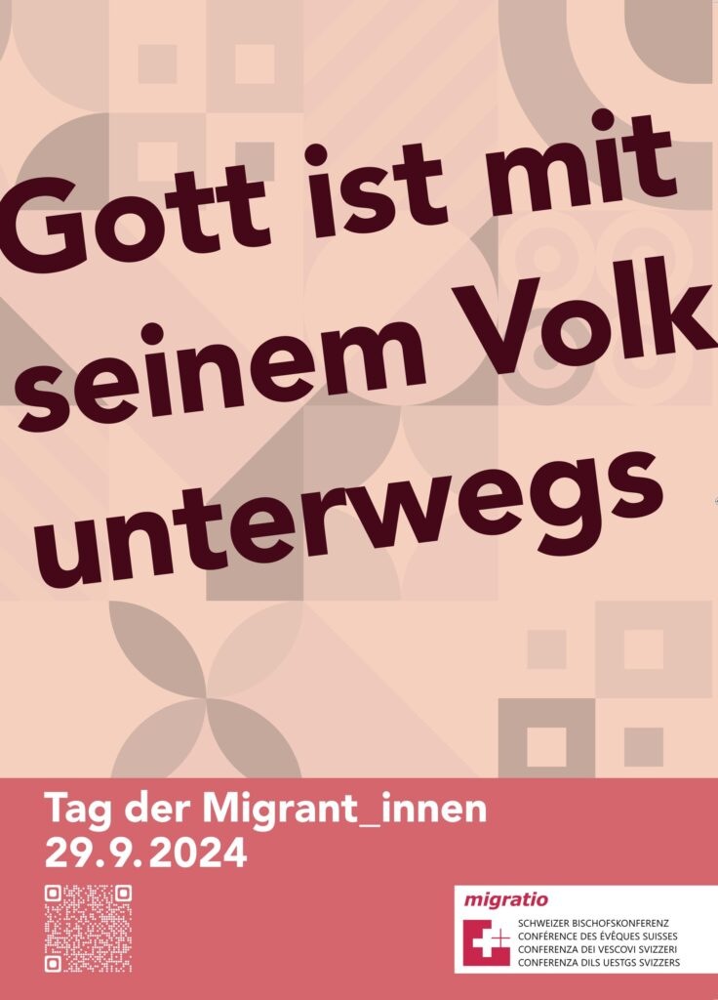 Gott ist mit
seinem Volk
unterwegs
Tag der Migrant_innen
29.9.2024
migratio
SCHWEIZER BISCHOFSKONFERENZ
CONFÉRENCE DES ÉVÊQUES SUISSES
CONFERENZA DEI VESCOVI SVIZZERI
CONFERENZA DILS UESTGS SVIZZERS